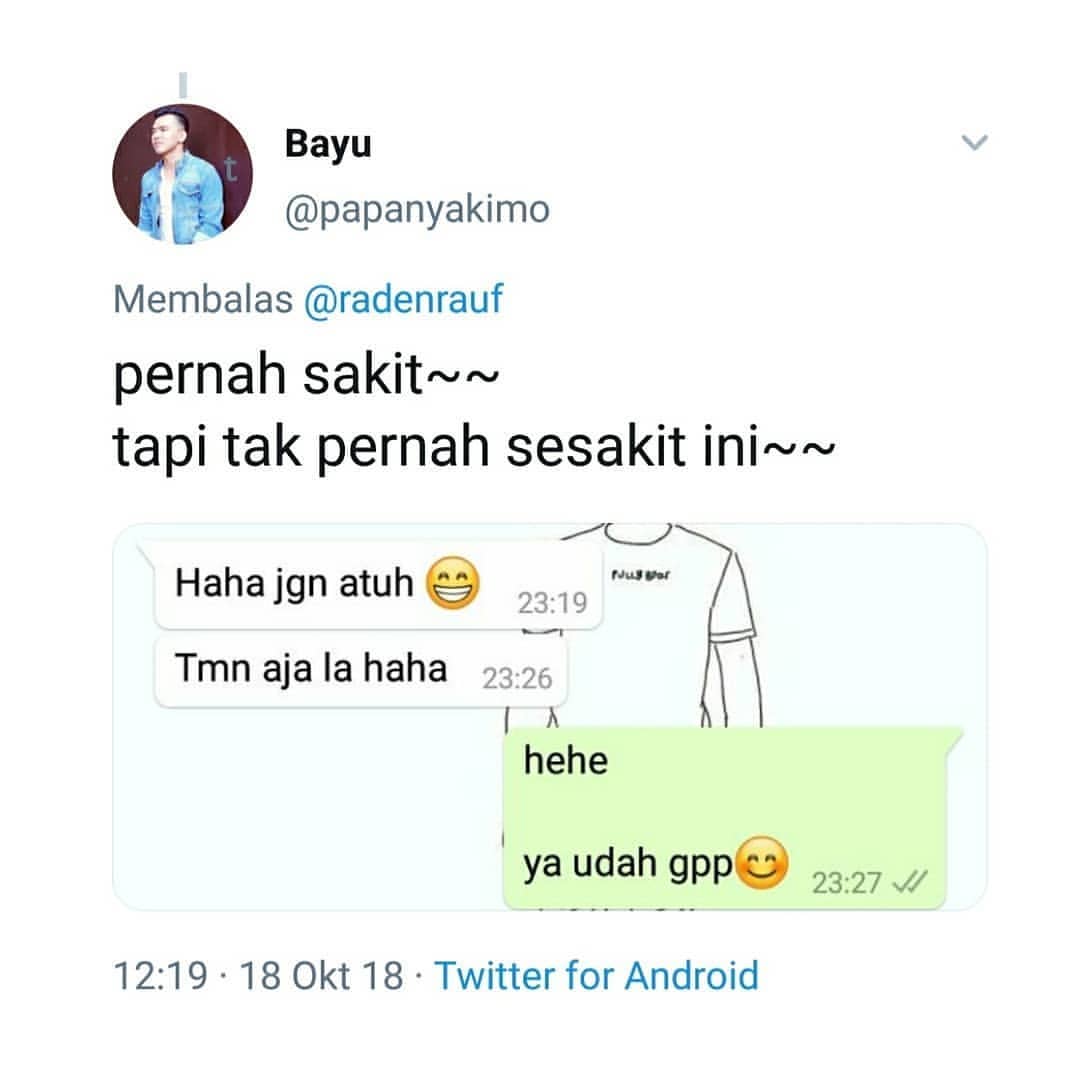 Bayu
@papanyakimo
Membalas @radenrauf
pernah sakit~~
tapi tak pernah sesakit ini~~
Haha jgn atuh 😁 23:19
Tmn aja la haha 23:26
hehe
ya udah gpp😊 23:27
12:19 · 18 Okt 18 · Twitter for Android